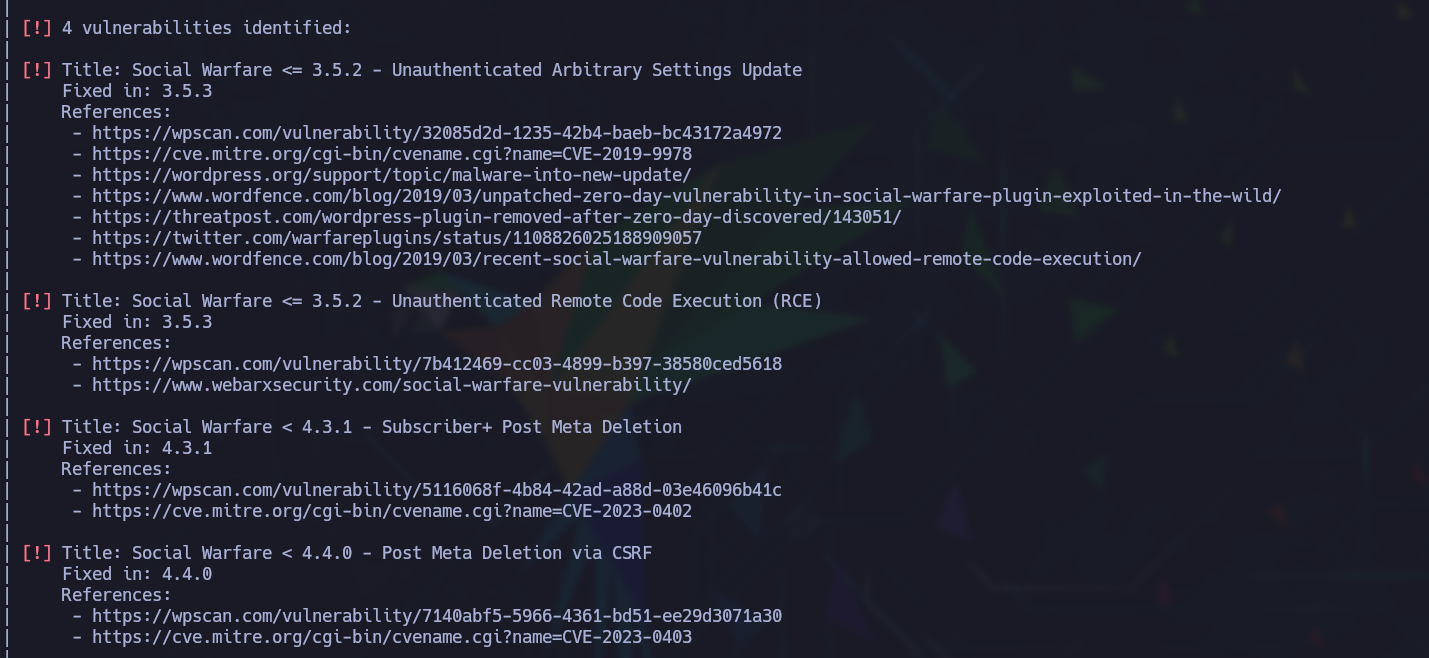 [!] 4 vulnerabilities identified:
[!] Title: Social Warfare <= 3.5.2 - Unauthenticated Arbitrary Settings Update
Fixed in: 3.5.3
References:
- https://wpscan.com/vulnerability/32085d2d-1235-42b4-baeb-bc43172a4972
- https://cve.mitre.org/cgi-bin/cvename.cgi?name=CVE-2019-9978
- https://wordpress.org/support/topic/malware-into-new-update/
- https://www.wordfence.com/blog/2019/03/unpatched-zero-day-vulnerability-in-social-warfare-plugin-exploited-in-the-wild/
- https://threatpost.com/wordpress-plugin-removed-after-zero-day-discovered/143051/
- https://twitter.com/warfareplugins/status/1108826025188909057
- https://www.wordfence.com/blog/2019/03/recent-social-warfare-vulnerability-allowed-remote-code-execution/
[!] Title: Social Warfare <= 3.5.2 - Unauthenticated Remote Code Execution (RCE)
Fixed in: 3.5.3
References:
- https://wpscan.com/vulnerability/7b412469-cc03-4899-b397-38580ced5618
- https://www.webarxsecurity.com/social-warfare-vulnerability/
[!] Title: Social Warfare < 4.3.1 - Subscriber+ Post Meta Deletion
Fixed in: 4.3.1
References:
- https://wpscan.com/vulnerability/5116068f-4b84-42ad-a88d-03e46096b41c
- https://cve.mitre.org/cgi-bin/cvename.cgi?name=CVE-2023-0402
[!] Title: Social Warfare < 4.4.0 - Post Meta Deletion via CSRF
Fixed in: 4.4.0
References:
- https://wpscan.com/vulnerability/7140abf5-5966-4361-bd51-ee29d3071a30
- https://cve.mitre.org/cgi-bin/cvename.cgi?name=CVE-2023-0403